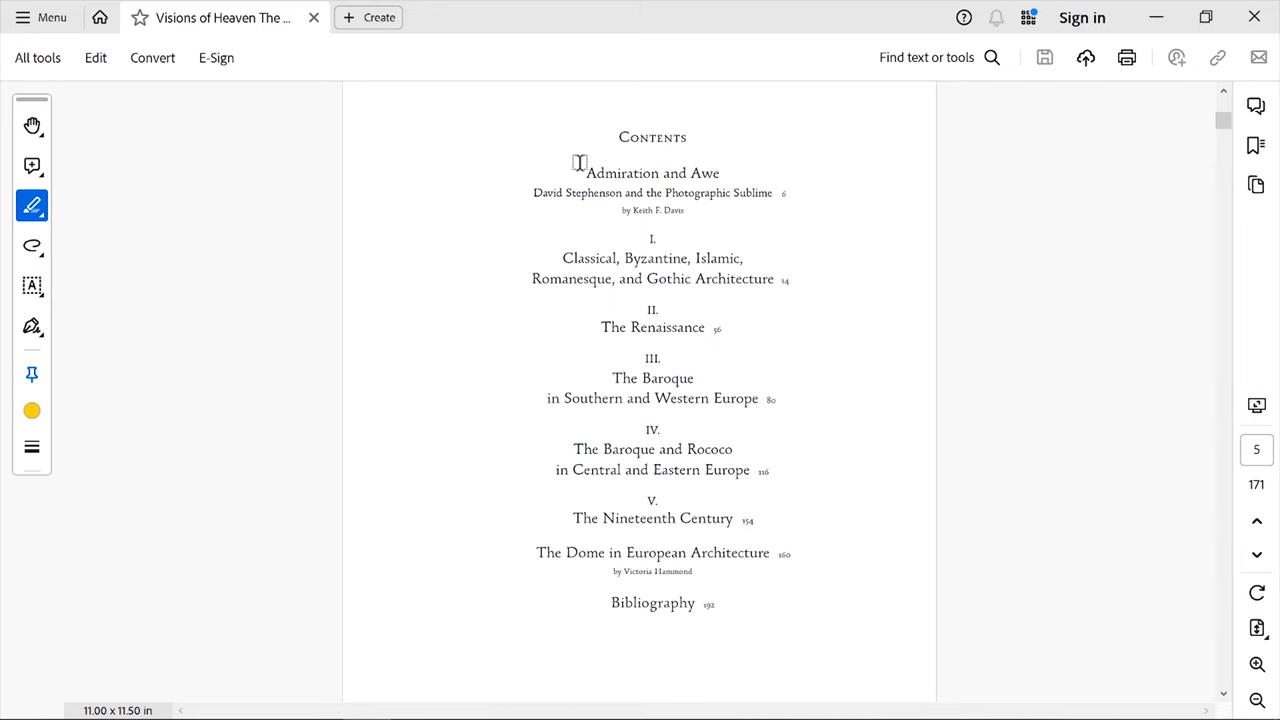 Menu
Visions of Heaven The ...
Create
Sign in
All tools
Edit
Convert
E-Sign
Find text or tools
CONTENTS
Admiration and Awe
David Stephenson and the Photographic Sublime 6
by Keith F. Davis
I.
Classical, Byzantine, Islamic,
Romanesque, and Gothic Architecture 14
II.
The Renaissance 56
III.
The Baroque
in Southern and Western Europe 80
IV.
The Baroque and Rococo
in Central and Eastern Europe 116
V.
The Nineteenth Century 154
The Dome in European Architecture 160
by Victoria Hammond
Bibliography 192
5
171
11.00 x 11.50 in